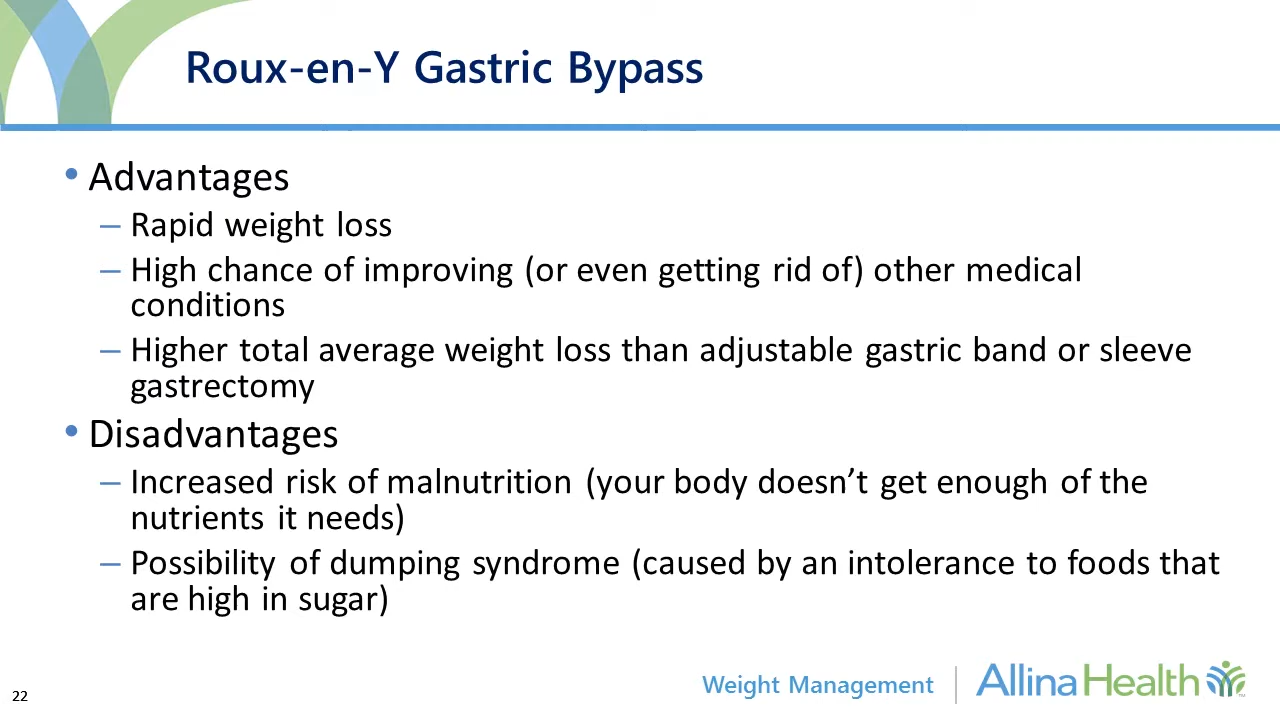 Roux-en-Y Gastric Bypass
• Advantages
– Rapid weight loss
– High chance of improving (or even getting rid of) other medical
conditions
– Higher total average weight loss than adjustable gastric band or sleeve
gastrectomy
• Disadvantages
– Increased risk of malnutrition (your body doesn’t get enough of the
nutrients it needs)
– Possibility of dumping syndrome (caused by an intolerance to foods that
are high in sugar)
22
Weight Management
Allina Health
TM